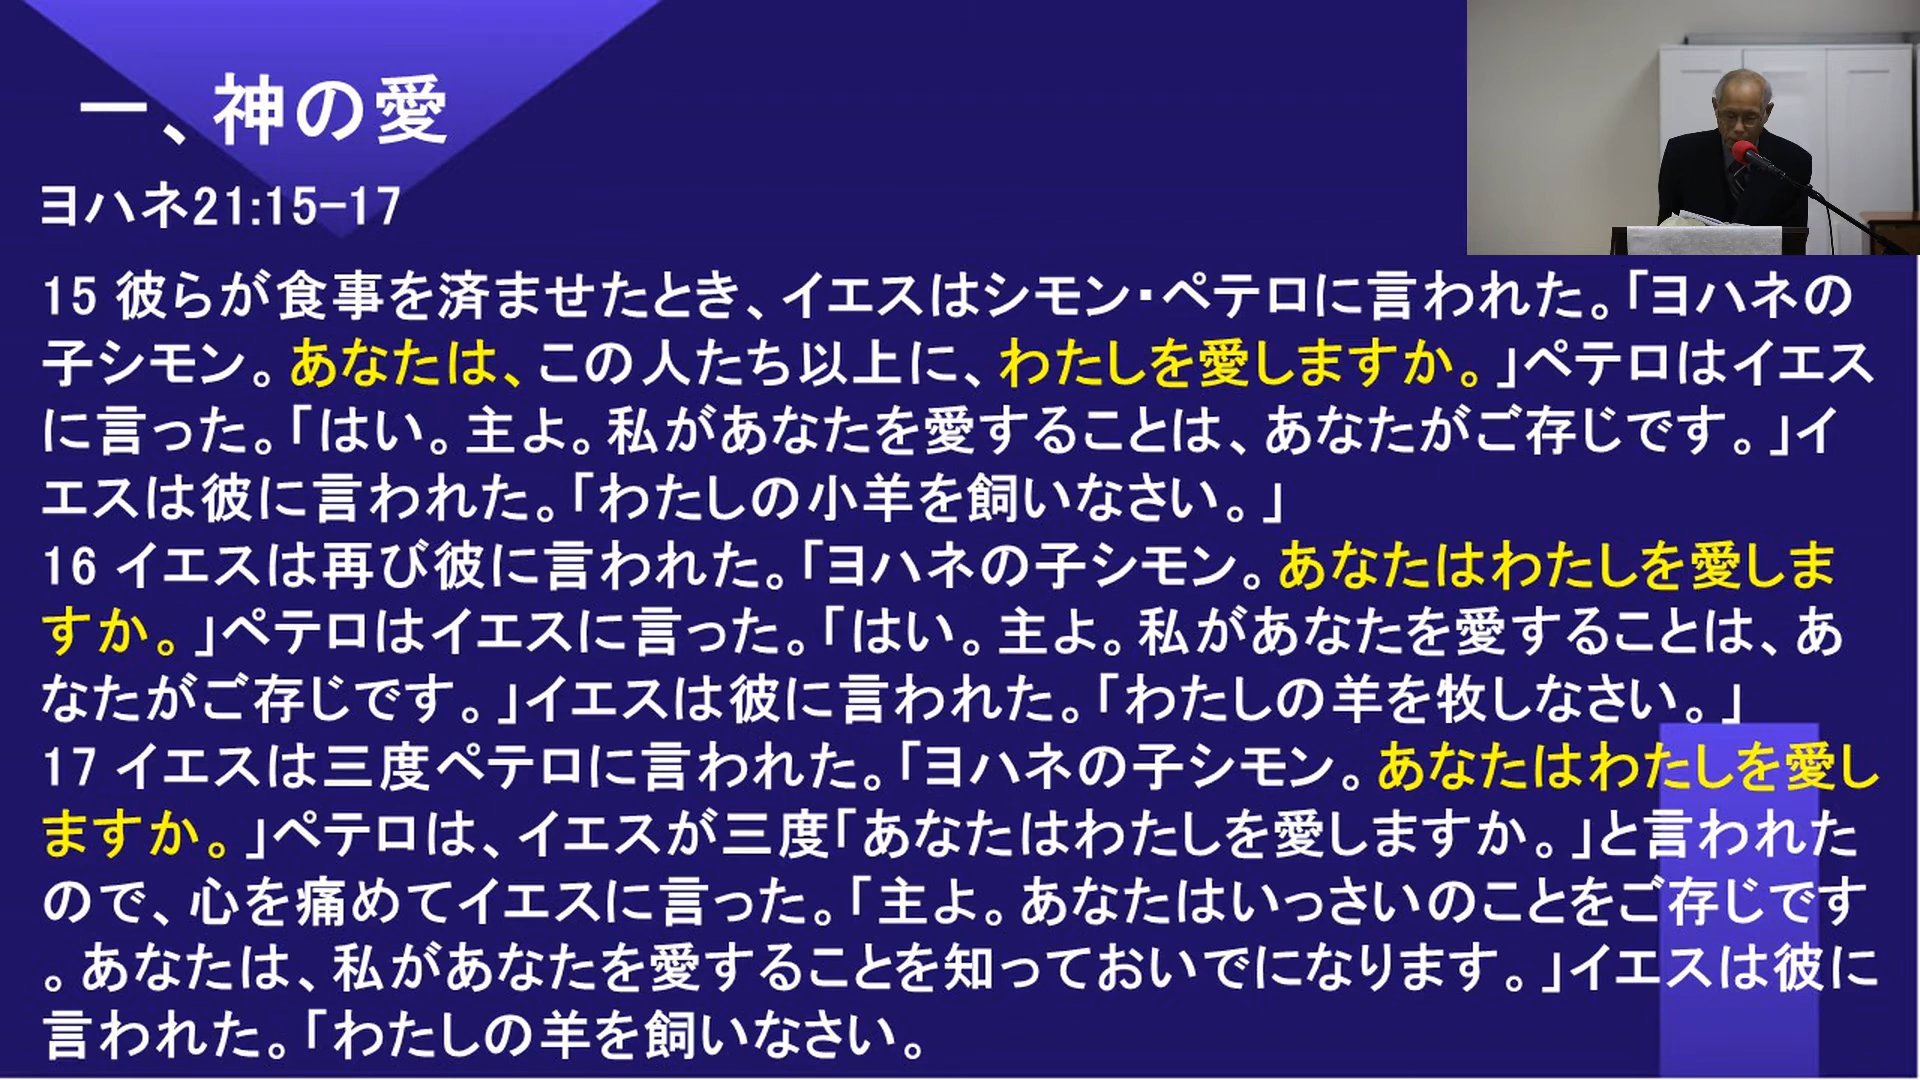 一、神の愛
ヨハネ21:15-17
15 彼らが食事を済ませたとき、イエスはシモン・ペテロに言われた。「ヨハネの
子シモン。あなたは、この人たち以上に、わたしを愛しますか。」ペテロはイエス
に言った。「はい。主よ。私があなたを愛することは、あなたがご存じです。」イ
エスは彼に言われた。「わたしの小羊を飼いなさい。」
16 イエスは再び彼に言われた。「ヨハネの子シモン。あなたはわたしを愛しま
すか。」ペテロはイエスに言った。「はい。主よ。私があなたを愛することは、あ
なたがご存じです。」イエスは彼に言われた。「わたしの羊を牧しなさい。」
17 イエスは三度ペテロに言われた。「ヨハネの子シモン。あなたはわたしを愛し
ますか。」ペテロは、イエスが三度「あなたはわたしを愛しますか。」と言われた
ので、心を痛めてイエスに言った。「主よ。あなたはいっさいのことをご存じです
。あなたは、私があなたを愛することを知っておいでになります。」イエスは彼に
言われた。「わたしの羊を飼いなさい。